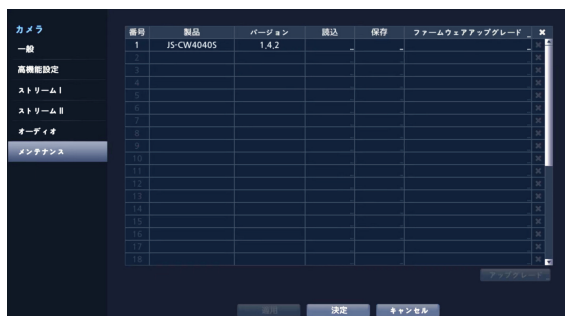 カメラ
一般
高機能設定
ストリーム I
ストリーム II
オーディオ
メンテナンス
番号 製品 バージョン 読込 保存 ファームウェアアップグレード
1 JS-CW4040S 1.4.2
2
3
4
5
6
7
8
9
10
11
12
13
14
15
16
17
18
アップグレード
適用 決定 キャンセル